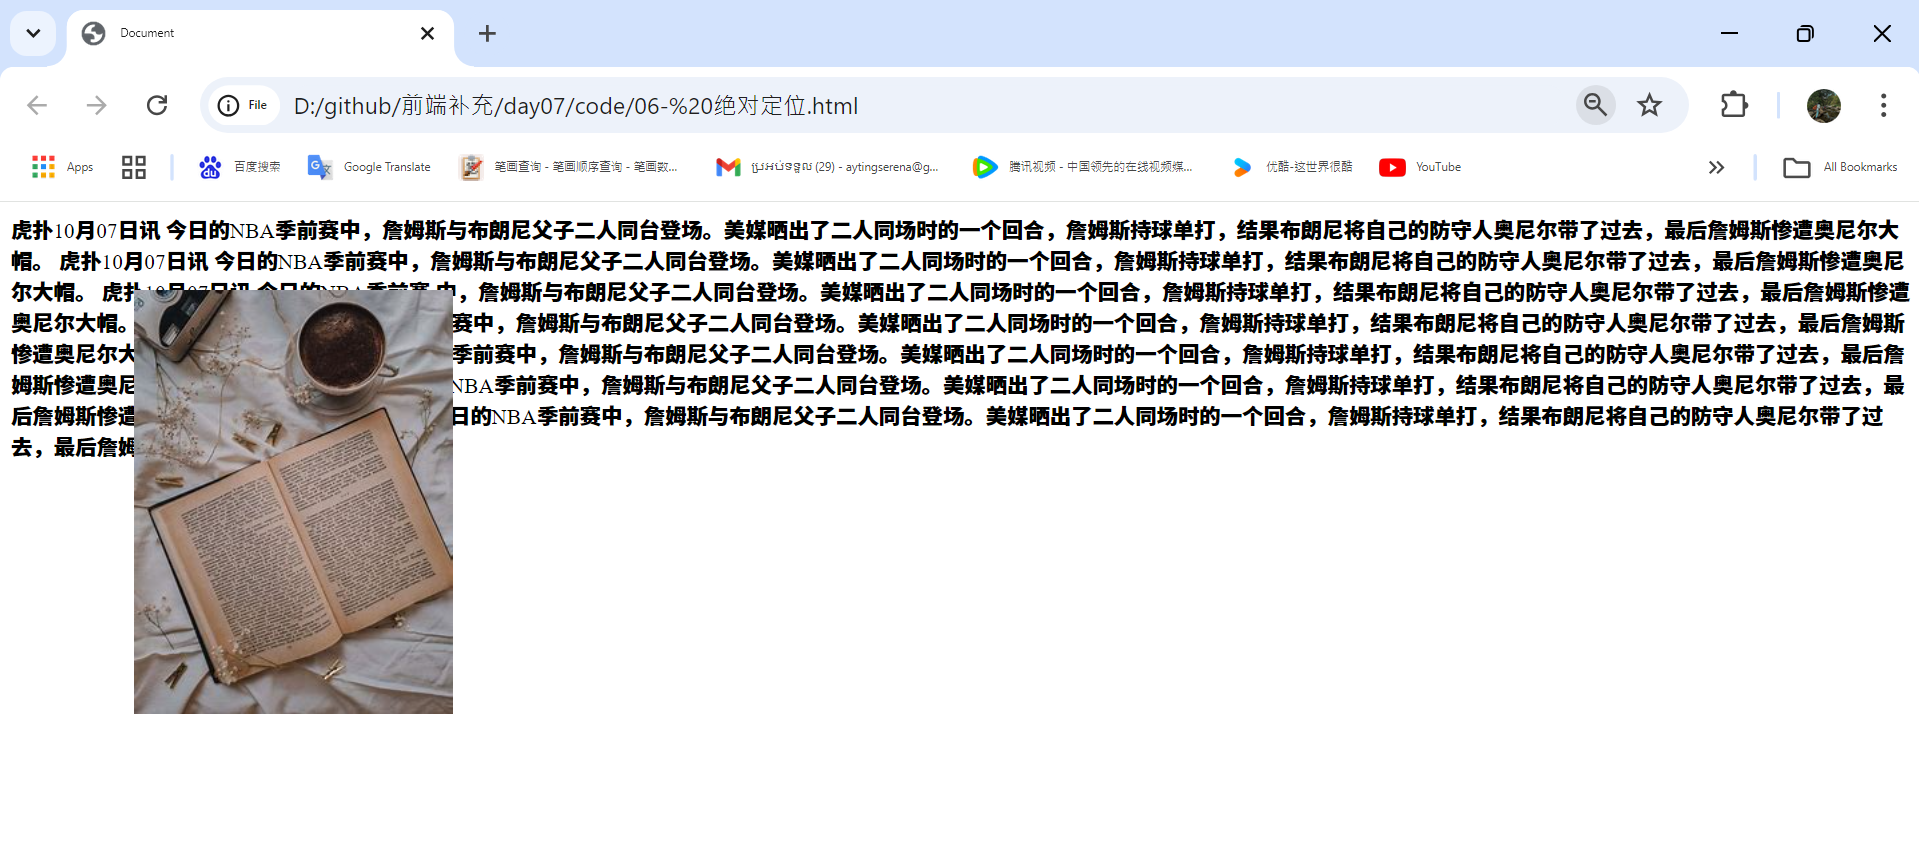 Document
File
D:/github/前端补充/day07/code/06-%20绝对定位.html
Apps
百度搜索
Google Translate
笔画查询 - 笔画顺序查询 - 笔画数...
ប្រអប់ទទួល (29) - aytingserena@g...
腾讯视频 - 中国领先的在线视频媒...
优酷-这世界很酷
YouTube
All Bookmarks
虎扑10月07日讯 今日的NBA季前赛中，詹姆斯与布朗尼父子二人同台登场。美媒晒出了二人同场时的一个回合，詹姆斯持球单打，结果布朗尼将自己的防守人奥尼尔带了过去，最后詹姆斯惨遭奥尼尔大
帽。 虎扑10月07日讯 今日的NBA季前赛中，詹姆斯与布朗尼父子二人同台登场。美媒晒出了二人同场时的一个回合，詹姆斯持球单打，结果布朗尼将自己的防守人奥尼尔带了过去，最后詹姆斯惨遭奥尼
尔大帽。 虎扑10月07日讯 今日的NBA季前赛中，詹姆斯与布朗尼父子二人同台登场。美媒晒出了二人同场时的一个回合，詹姆斯持球单打，结果布朗尼将自己的防守人奥尼尔带了过去，最后詹姆斯惨遭
奥尼尔大帽。 赛中，詹姆斯与布朗尼父子二人同台登场。美媒晒出了二人同场时的一个回合，詹姆斯持球单打，结果布朗尼将自己的防守人奥尼尔带了过去，最后詹姆斯
惨遭奥尼尔大 季前赛中，詹姆斯与布朗尼父子二人同台登场。美媒晒出了二人同场时的一个回合，詹姆斯持球单打，结果布朗尼将自己的防守人奥尼尔带了过去，最后詹
姆斯惨遭奥尼 NBA季前赛中，詹姆斯与布朗尼父子二人同台登场。美媒晒出了二人同场时的一个回合，詹姆斯持球单打，结果布朗尼将自己的防守人奥尼尔带了过去，最
后詹姆斯惨遭 日的NBA季前赛中，詹姆斯与布朗尼父子二人同台登场。美媒晒出了二人同场时的一个回合，詹姆斯持球单打，结果布朗尼将自己的防守人奥尼尔带了过
去，最后詹姆